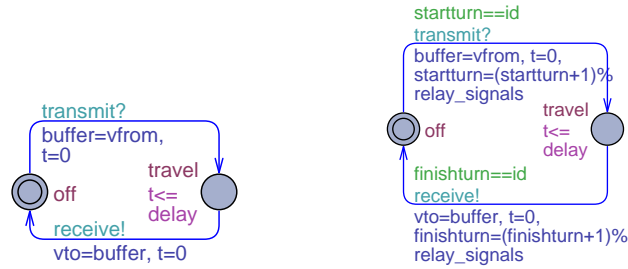 transmit?
buffer=vfrom,
t=0
travel
off
t<=
delay
receive!
vto=buffer, t=0
startturn==id
transmit?
buffer=vfrom, t=0,
startturn=(startturn+1)%
relay_signals
travel
off
t<=
delay
finishturn==id
receive!
vto=buffer, t=0,
finishturn=(finishturn+1)%
relay_signals